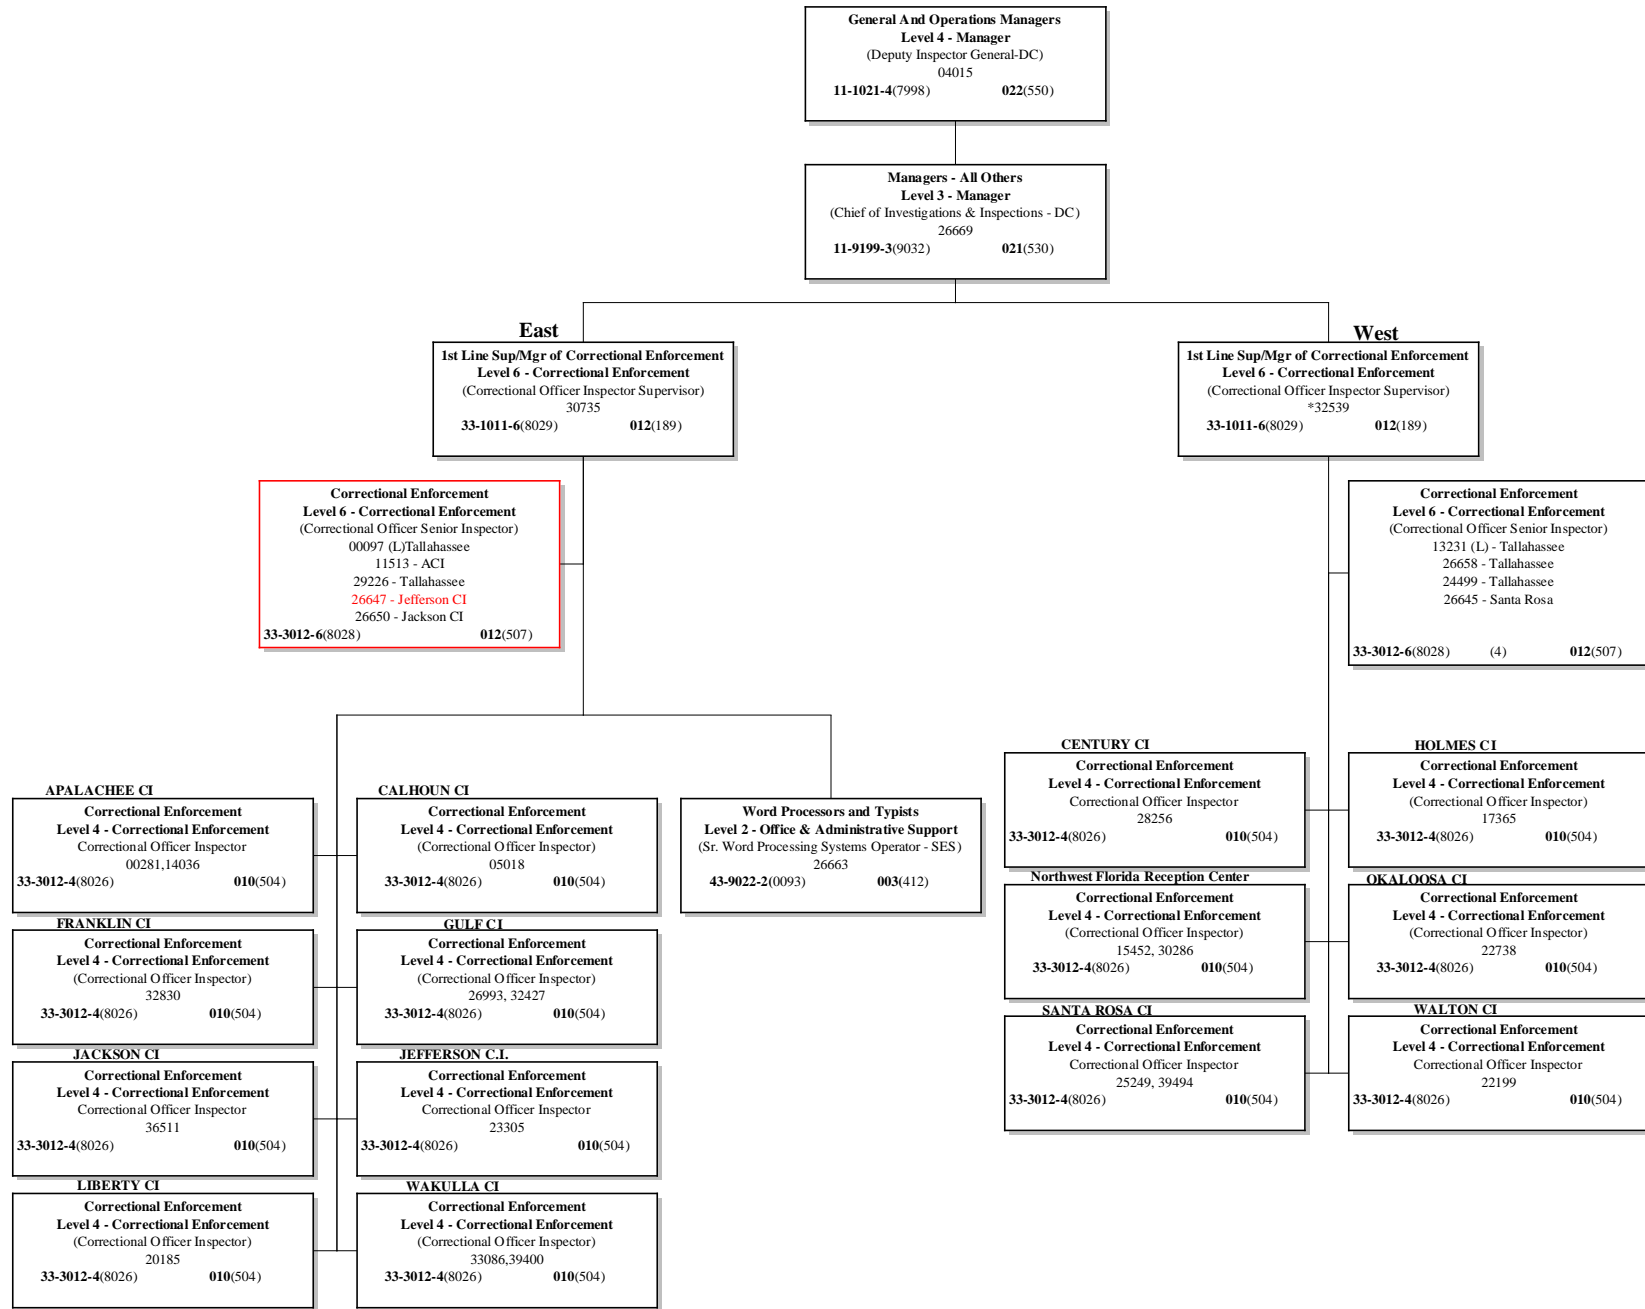 General And Operations Managers
Level 4 - Manager
(Deputy Inspector General-DC)
04015
11-1021-4(7998) 022(550)
Managers - All Others
Level 3 - Manager
(Chief of Investigations & Inspections - DC)
26669
11-9199-3(9032) 021(530)
East
1st Line Sup/Mgr of Correctional Enforcement
Level 6 - Correctional Enforcement
(Correctional Officer Inspector Supervisor)
30735
33-1011-6(8029) 012(189)
West
1st Line Sup/Mgr of Correctional Enforcement
Level 6 - Correctional Enforcement
(Correctional Officer Inspector Supervisor)
*32539
33-1011-6(8029) 012(189)
Correctional Enforcement
Level 6 - Correctional Enforcement
(Correctional Officer Senior Inspector)
00097 (L)Tallahassee
11513 - ACI
29226 - Tallahassee
26647 - Jefferson CI
26650 - Jackson CI
33-3012-6(8028) 012(507)
Correctional Enforcement
Level 6 - Correctional Enforcement
(Correctional Officer Senior Inspector)
13231 (L) - Tallahassee
26658 - Tallahassee
24499 - Tallahassee
26645 - Santa Rosa
33-3012-6(8028) (4) 012(507)
APALACHEE CI
Correctional Enforcement
Level 4 - Correctional Enforcement
Correctional Officer Inspector
00281,14036
33-3012-4(8026) 010(504)
CALHOUN CI
Correctional Enforcement
Level 4 - Correctional Enforcement
(Correctional Officer Inspector)
05018
33-3012-4(8026) 010(504)
Word Processors and Typists
Level 2 - Office & Administrative Support
(Sr. Word Processing Systems Operator - SES)
26663
43-9022-2(0093) 003(412)
FRANKLIN CI
Correctional Enforcement
Level 4 - Correctional Enforcement
(Correctional Officer Inspector)
32830
33-3012-4(8026) 010(504)
GULF CI
Correctional Enforcement
Level 4 - Correctional Enforcement
(Correctional Officer Inspector)
26993, 32427
33-3012-4(8026) 010(504)
JACKSON CI
Correctional Enforcement
Level 4 - Correctional Enforcement
Correctional Officer Inspector
36511
33-3012-4(8026) 010(504)
JEFFERSON C.I.
Correctional Enforcement
Level 4 - Correctional Enforcement
Correctional Officer Inspector
23305
33-3012-4(8026) 010(504)
LIBERTY CI
Correctional Enforcement
Level 4 - Correctional Enforcement
(Correctional Officer Inspector)
20185
33-3012-4(8026) 010(504)
WAKULLA CI
Correctional Enforcement
Level 4 - Correctional Enforcement
(Correctional Officer Inspector)
33086,39400
33-3012-4(8026) 010(504)
CENTURY CI
Correctional Enforcement
Level 4 - Correctional Enforcement
Correctional Officer Inspector
28256
33-3012-4(8026) 010(504)
HOLMES CI
Correctional Enforcement
Level 4 - Correctional Enforcement
(Correctional Officer Inspector)
17365
33-3012-4(8026) 010(504)
Northwest Florida Reception Center
Correctional Enforcement
Level 4 - Correctional Enforcement
(Correctional Officer Inspector)
15452, 30286
33-3012-4(8026) 010(504)
OKALOOSA CI
Correctional Enforcement
Level 4 - Correctional Enforcement
(Correctional Officer Inspector)
22738
33-3012-4(8026) 010(504)
SANTA ROSA CI
Correctional Enforcement
Level 4 - Correctional Enforcement
Correctional Officer Inspector
25249, 39494
33-3012-4(8026) 010(504)
WALTON CI
Correctional Enforcement
Level 4 - Correctional Enforcement
Correctional Officer Inspector
22199
33-3012-4(8026) 010(504)